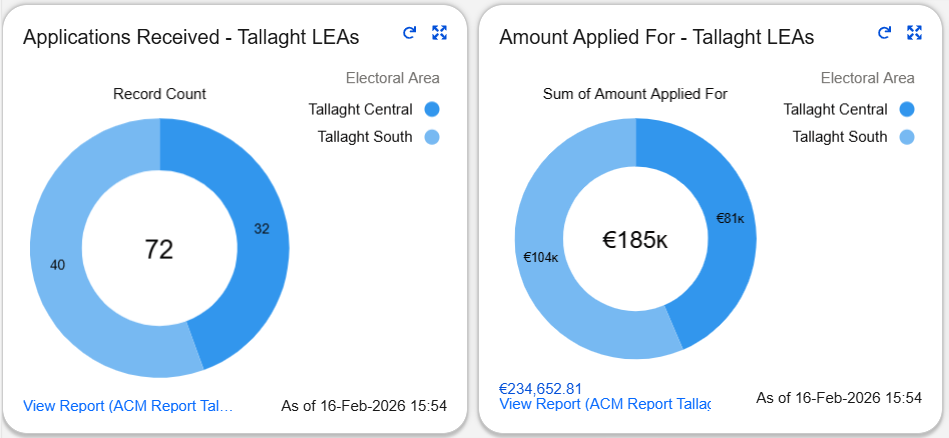 Applications Received - Tallaght LEAs
Electoral Area
Record Count
Tallaght Central
Tallaght South
32
72
40
View Report (ACM Report Tal…
As of 16-Feb-2026 15:54
Amount Applied For - Tallaght LEAs
Electoral Area
Sum of Amount Applied For
Tallaght Central
Tallaght South
€81K
€185K
€104K
€234,652.81
View Report (ACM Report Tallag
As of 16-Feb-2026 15:54